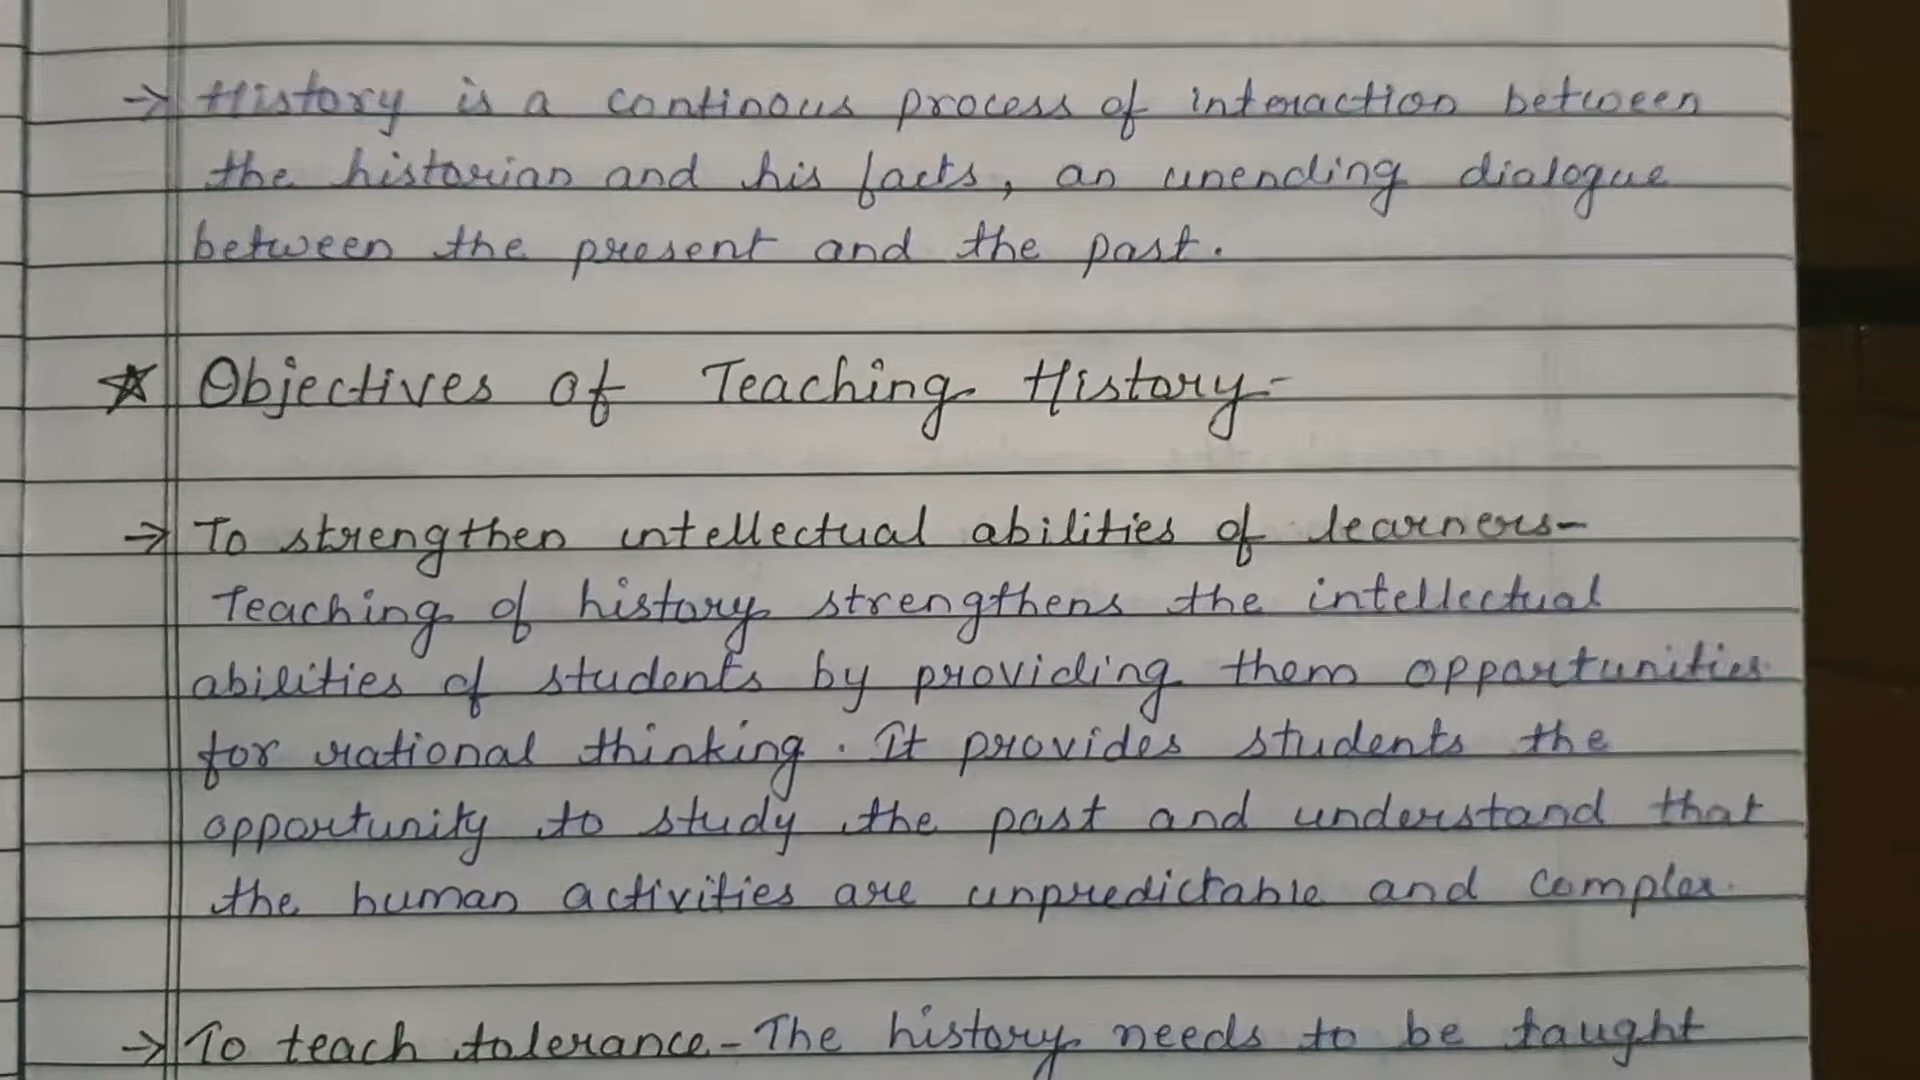 → History is a continous process of interaction between
the historian and his facts, an unending dialogue
between the present and the past.
☆ Objectives of Teaching History-
→ To strengthen intellectual abilities of learners-
Teaching of history strengthens the intellectual
abilities of students by providing them opportunities
for rational thinking. It provides students the
opportunity to study the past and understand that
the human activities are unpredictable and complex.
→ To teach tolerance - The history needs to be taught